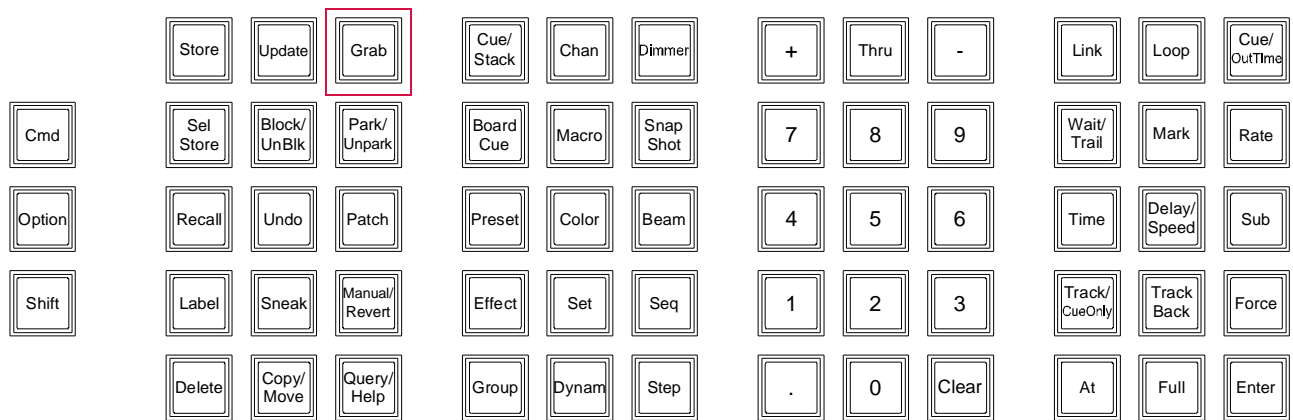 Store Update Grab Cue/ Stack Chan Dimmer + Thru - Link Loop Cue/ OutTime
Cmd Sel Store Block/ UnBlk Park/ Unpark Board Cue Macro Snap Shot 7 8 9 Wait/ Trail Mark Rate
Option Recall Undo Patch Preset Color Beam 4 5 6 Time Delay/ Speed Sub
Shift Label Sneak Manual/ Revert Effect Set Seq 1 2 3 Track/ CueOnly Track Back Force
Delete Copy/ Move Query/ Help Group Dynam Step . 0 Clear At Full Enter